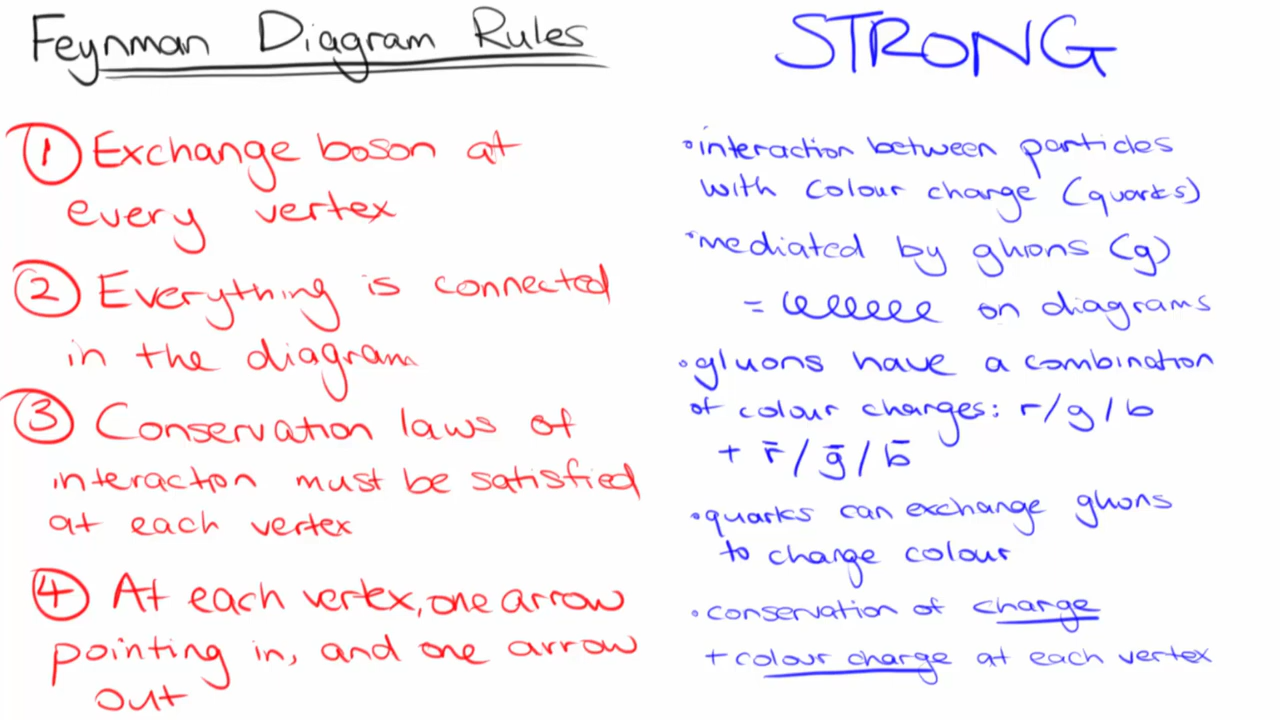 Feynman Diagram Rules
① Exchange boson at
every vertex
② Everything is connected
in the diagram
③ Conservation laws of
interaction must be satisfied
at each vertex
④ At each vertex, one arrow
pointing in, and one arrow
out
STRONG
• interaction between particles
with colour charge (quarks)
• mediated by gluons (g)
= on diagrams
• gluons have a combination
of colour charges: r/g/b
+ r̄/ḡ/b̄
• quarks can exchange gluons
to change colour
• conservation of charge
+ colour charge at each vertex